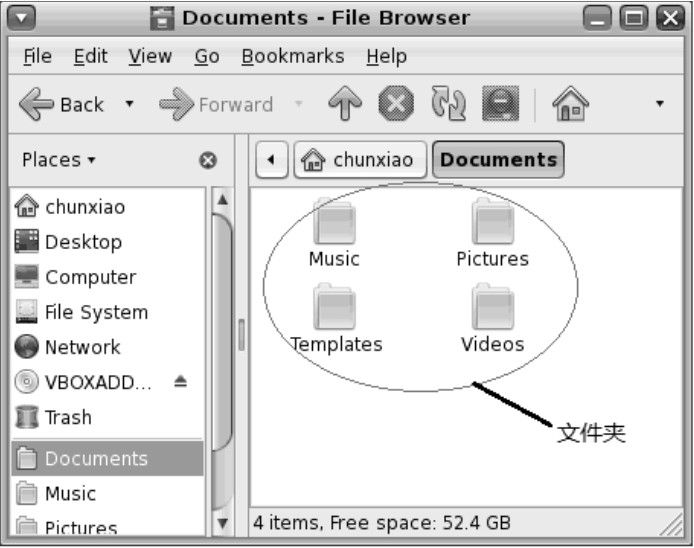 Documents - File Browser
File Edit View Go Bookmarks Help
Back Forward
Places
chunxiao Documents
chunxiao
Desktop
Computer
File System
Network
VBOXADD...
Trash
Documents
Music
Pictures
Music Pictures
Templates Videos
文件夹
4 items, Free space: 52.4 GB